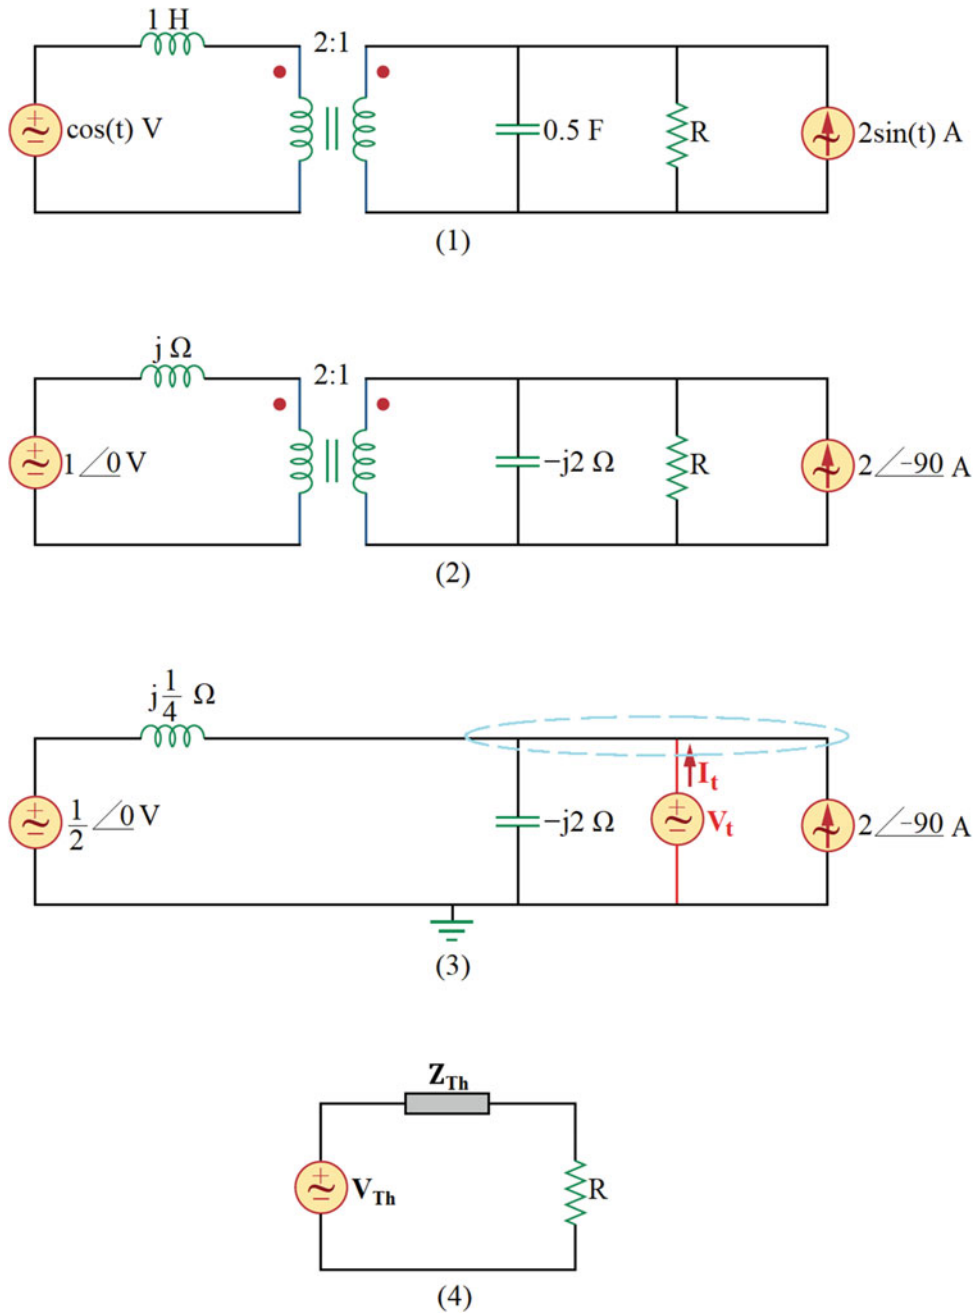 1 H
2:1
cos(t) V
0.5 F
R
2sin(t) A
(1)
j Ω
2:1
1∠0 V
−j2 Ω
R
2∠−90 A
(2)
j1/4 Ω
1/2∠0 V
−j2 Ω
It
Vt
2∠−90 A
(3)
ZTh
VTh
R
(4)